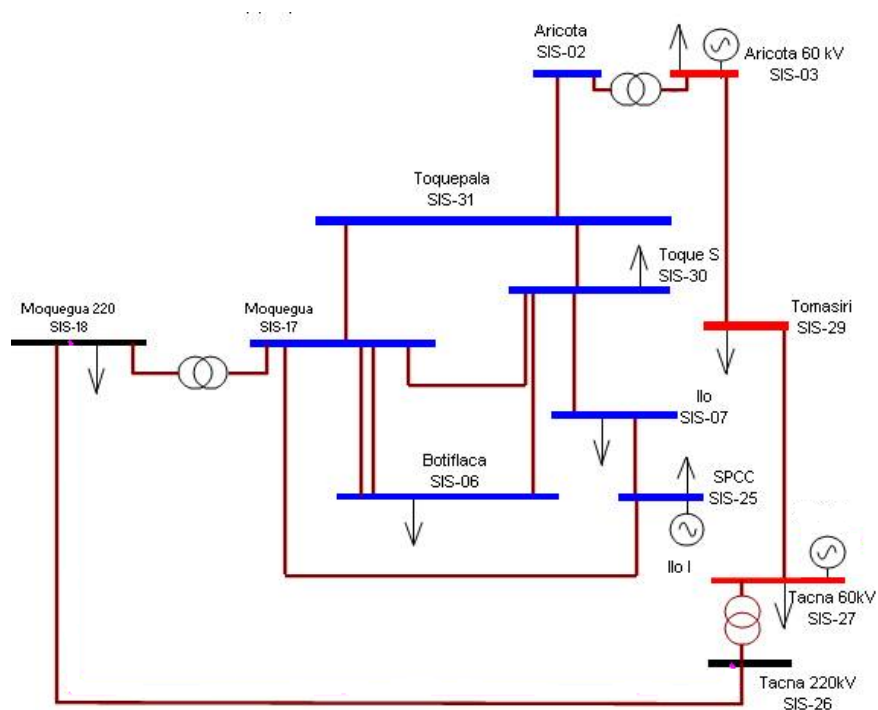 Aricota
SIS-02
Aricota 60 kV
SIS-03
Toquepala
SIS-31
Toque S
SIS-30
Moquegua 220
SIS-18
Moquegua
SIS-17
Tomasiri
SIS-29
Ilo
SIS-07
Botiflaca
SIS-06
SPCC
SIS-25
Ilo I
Tacna 60kV
SIS-27
Tacna 220kV
SIS-26